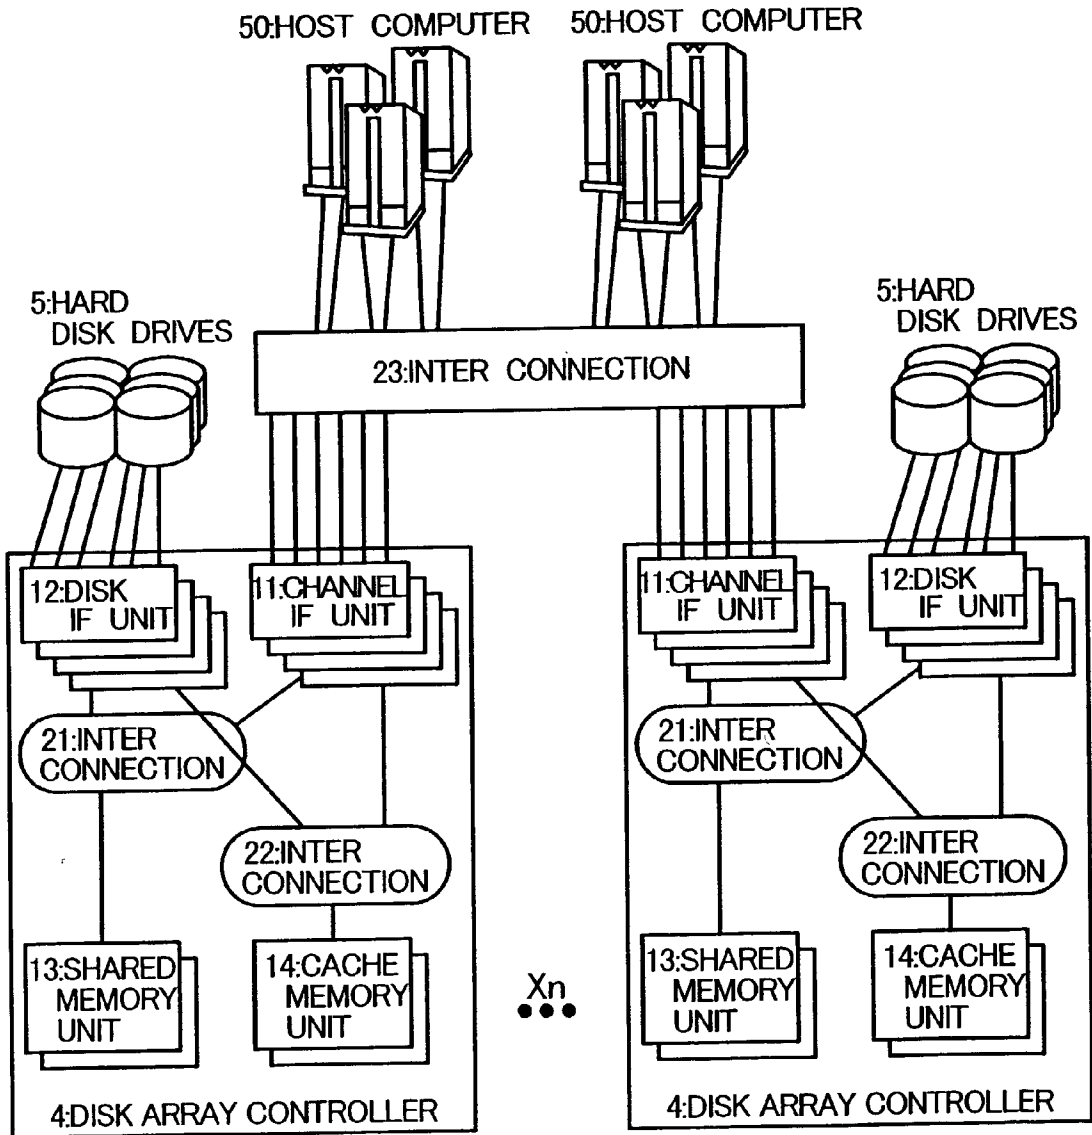 50:HOST COMPUTER
50:HOST COMPUTER
5:HARD
DISK DRIVES
5:HARD
DISK DRIVES
23:INTER CONNECTION
12:DISK
IF UNIT
11:CHANNEL
IF UNIT
11:CHANNEL
IF UNIT
12:DISK
IF UNIT
21:INTER
CONNECTION
21:INTER
CONNECTION
22:INTER
CONNECTION
22:INTER
CONNECTION
13:SHARED
MEMORY
UNIT
14:CACHE
MEMORY
UNIT
Xn
•••
13:SHARED
MEMORY
UNIT
14:CACHE
MEMORY
UNIT
4:DISK ARRAY CONTROLLER
4:DISK ARRAY CONTROLLER